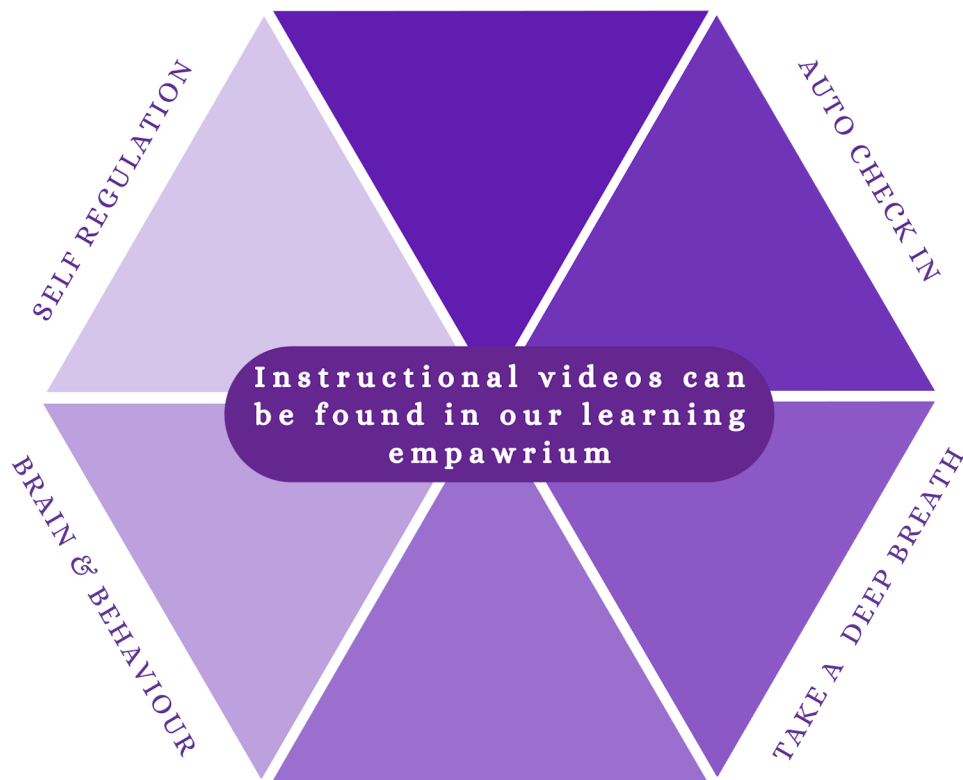 SELF REGULATION
AUTO CHECK IN
Instructional videos can
be found in our learning
empawrium
BRAIN & BEHAVIOUR
TAKE A DEEP BREATH